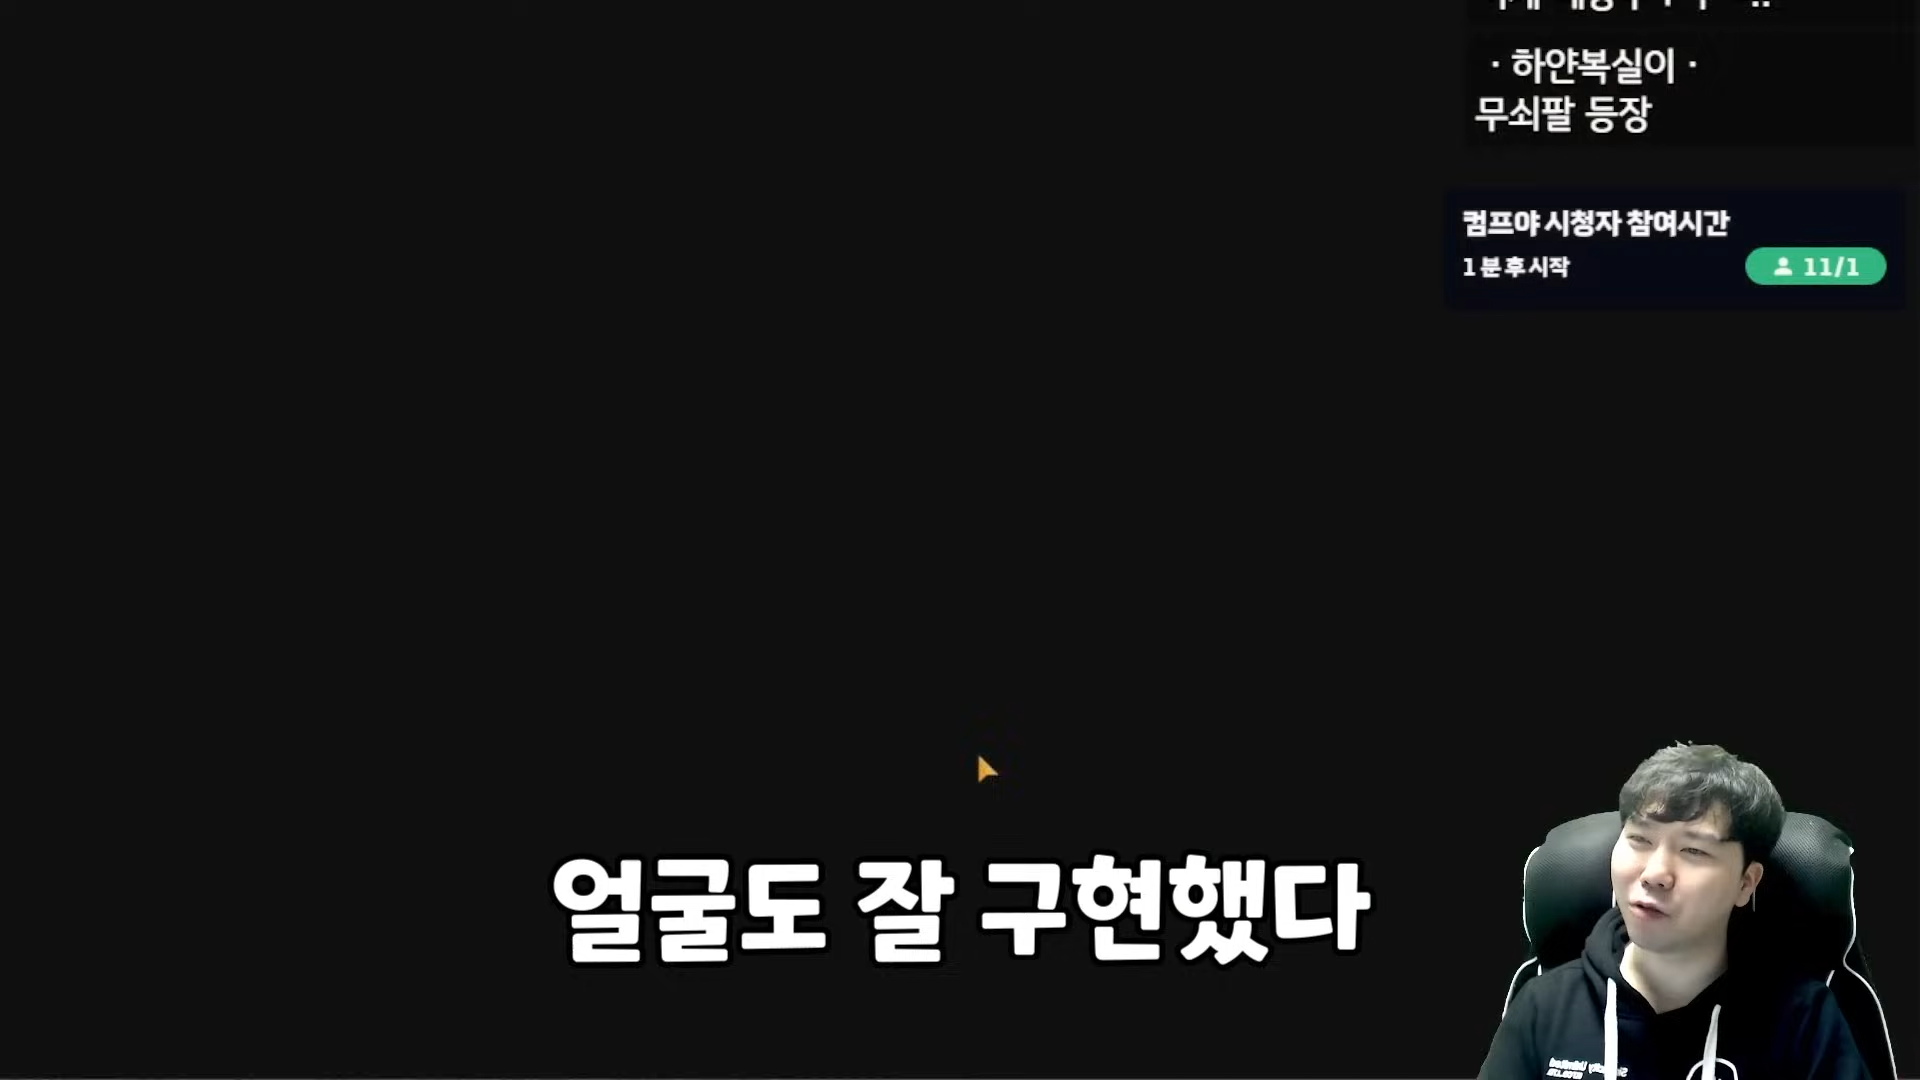 · 하얀복실이 ·
무쇠팔 등장
컴프야 시청자 참여시간
1 분 후 시작
11/1
얼굴도 잘 구현했다